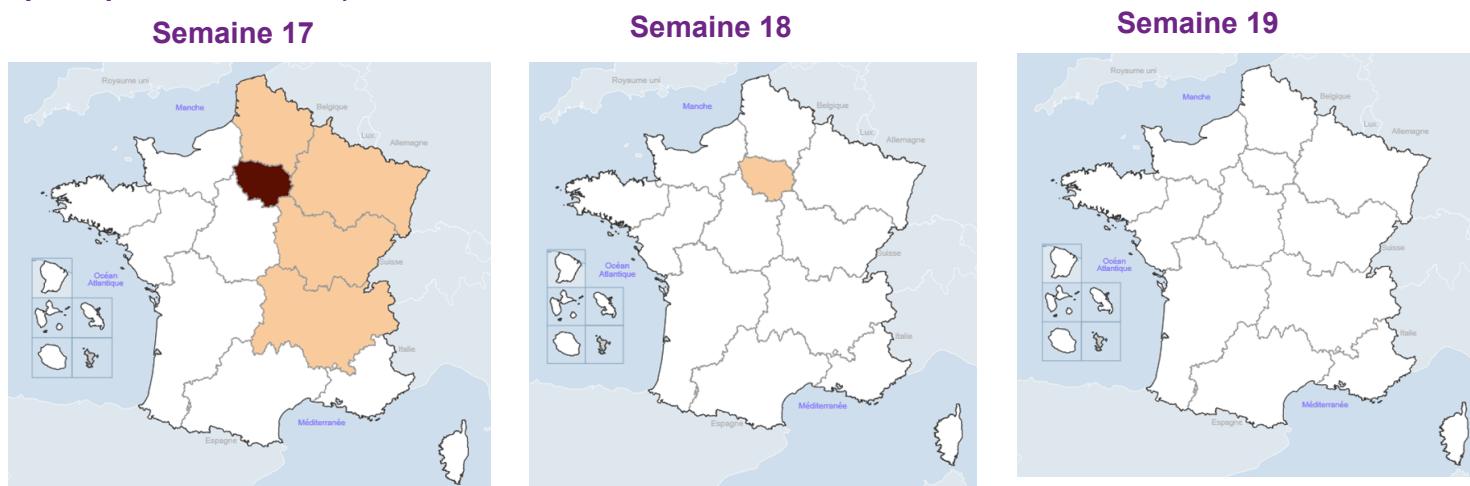 Semaine 17
Royaume uni
Manche
Belgique
Lux.
Allemagne
Suisse
Océan
Atlantique
Italie
Méditerranée
Espagne
Semaine 18
Royaume uni
Manche
Belgique
Lux.
Allemagne
Suisse
Océan
Atlantique
Italie
Méditerranée
Espagne
Semaine 19
Royaume uni
Manche
Belgique
Lux.
Allemagne
Suisse
Océan
Atlantique
Italie
Méditerranée
Espagne